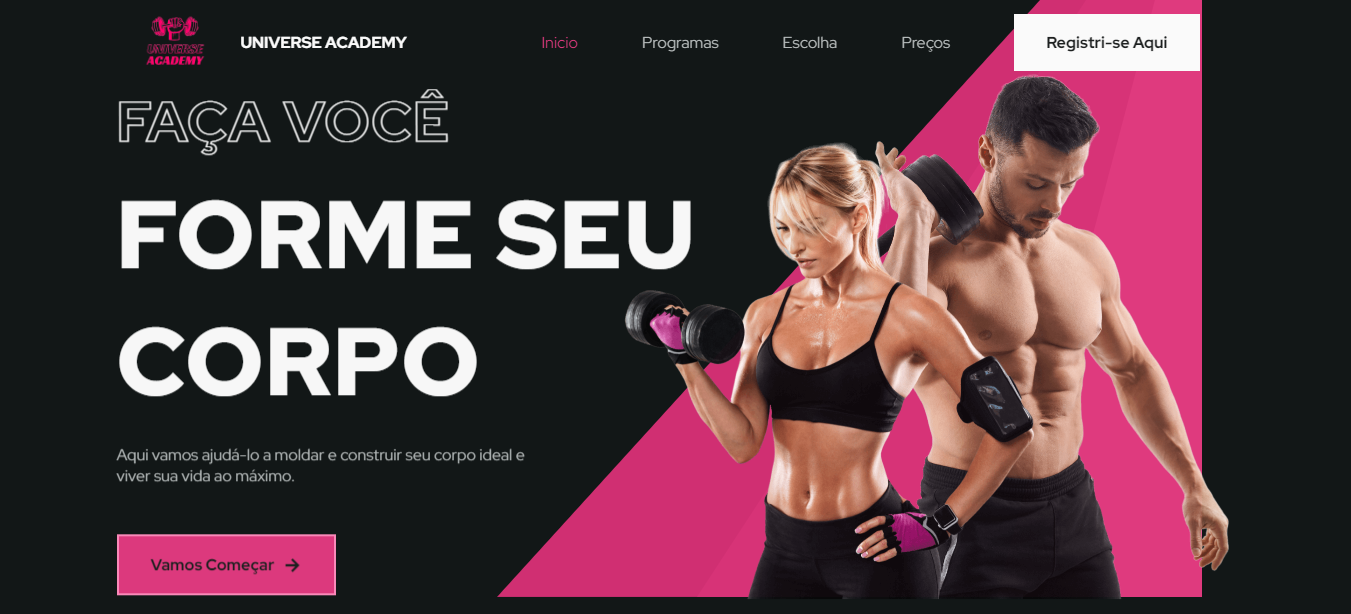 UNIVERSE
ACADEMY
UNIVERSE ACADEMY
Inicio
Programas
Escolha
Preços
Registri-se Aqui
FAÇA VOCÊ
FORME SEU
CORPO
Aqui vamos ajudá-lo a moldar e construir seu corpo ideal e
viver sua vida ao máximo.
Vamos Começar